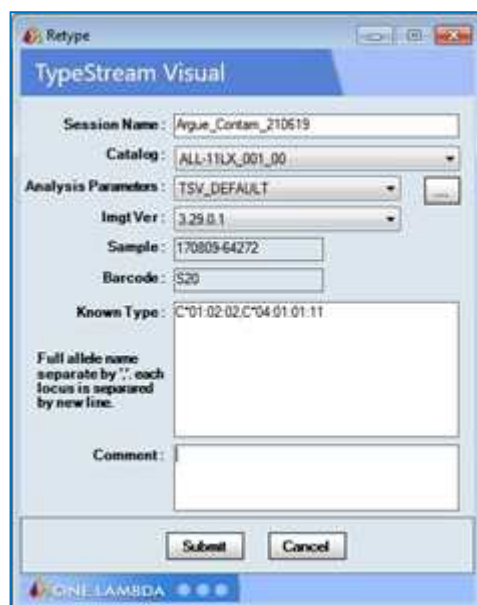 Retype
TypeStream Visual
Session Name : Argue_Contam_210619
Catalog : ALL-11LX_001_00
Analysis Parameters : TSV_DEFAULT ...
Imgt Ver : 3.29.0.1
Sample : 170809-64272
Barcode : S20
Known Type : C*01:02:02,C*04:01:01:11
Full allele name
separate by ',', each
locus is separared
by new line.
Comment :
Submit Cancel
ONE LAMBDA